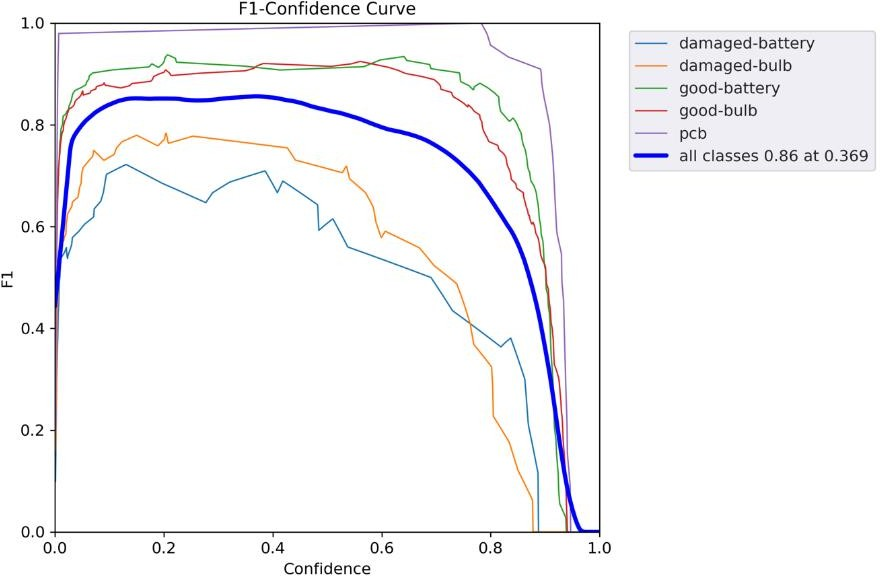 F1-Confidence Curve
1.0
0.8
0.6
0.4
0.2
0.0
F1
0.0 0.2 0.4 0.6 0.8 1.0
Confidence
damaged-battery
damaged-bulb
good-battery
good-bulb
pcb
all classes 0.86 at 0.369